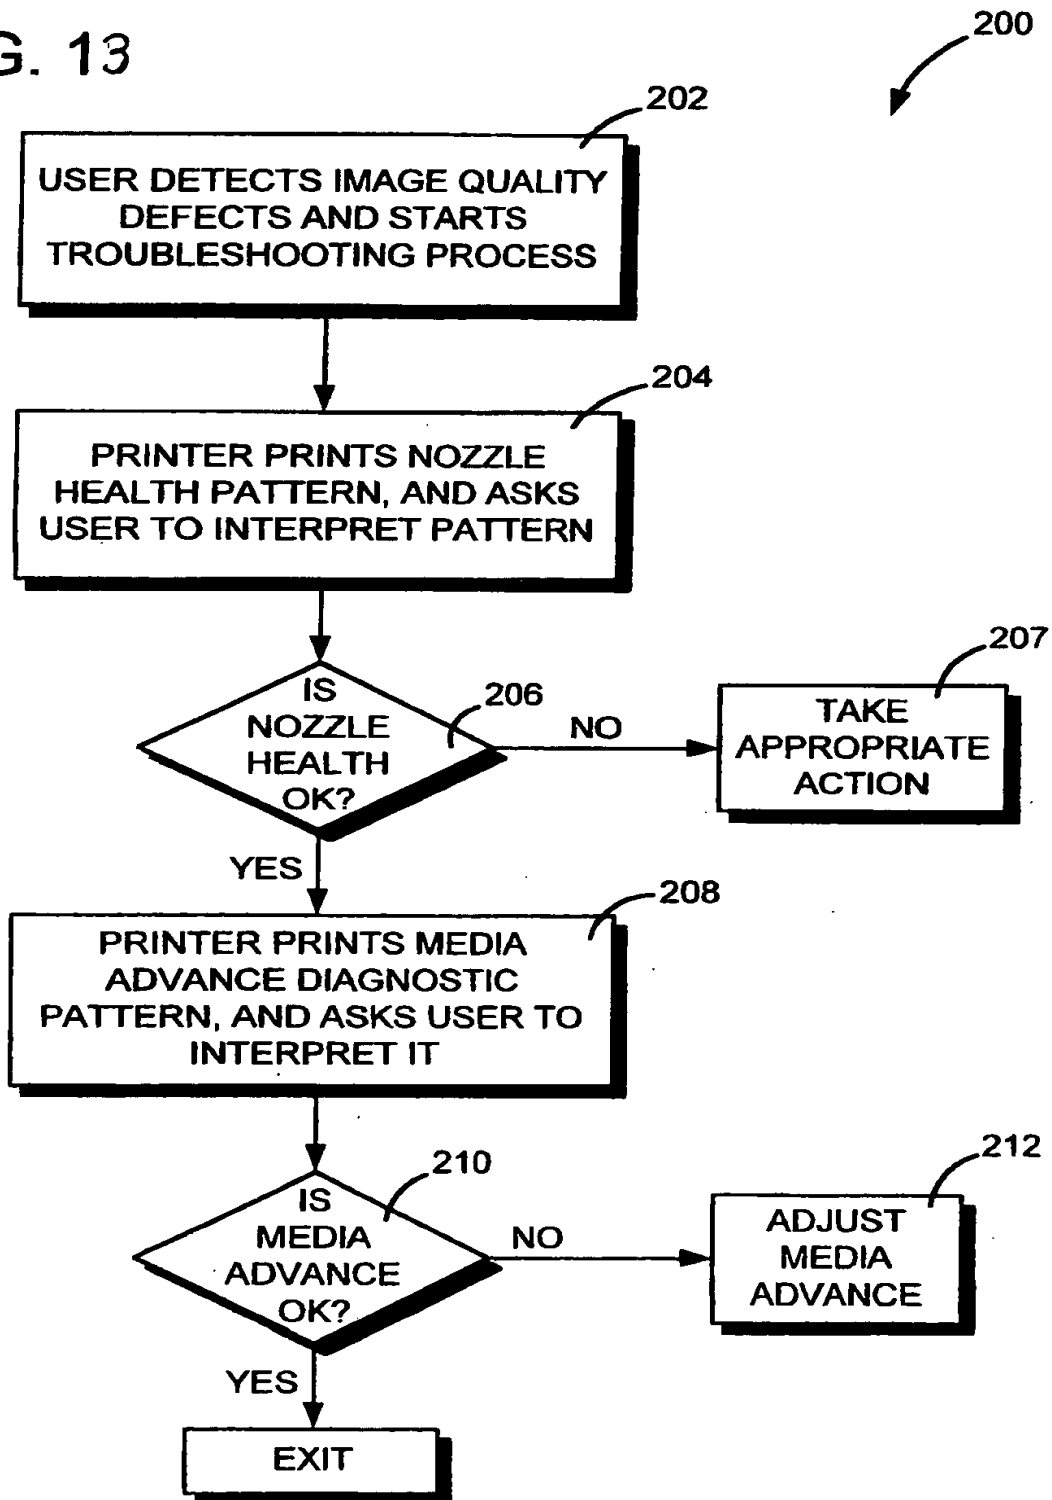 G. 13
200
202
USER DETECTS IMAGE QUALITY
DEFECTS AND STARTS
TROUBLESHOOTING PROCESS
204
PRINTER PRINTS NOZZLE
HEALTH PATTERN, AND ASKS
USER TO INTERPRET PATTERN
IS
NOZZLE
HEALTH
OK?
206
NO
207
TAKE
APPROPRIATE
ACTION
YES
208
PRINTER PRINTS MEDIA
ADVANCE DIAGNOSTIC
PATTERN, AND ASKS USER TO
INTERPRET IT
IS
MEDIA
ADVANCE
OK?
210
NO
212
ADJUST
MEDIA
ADVANCE
YES
EXIT